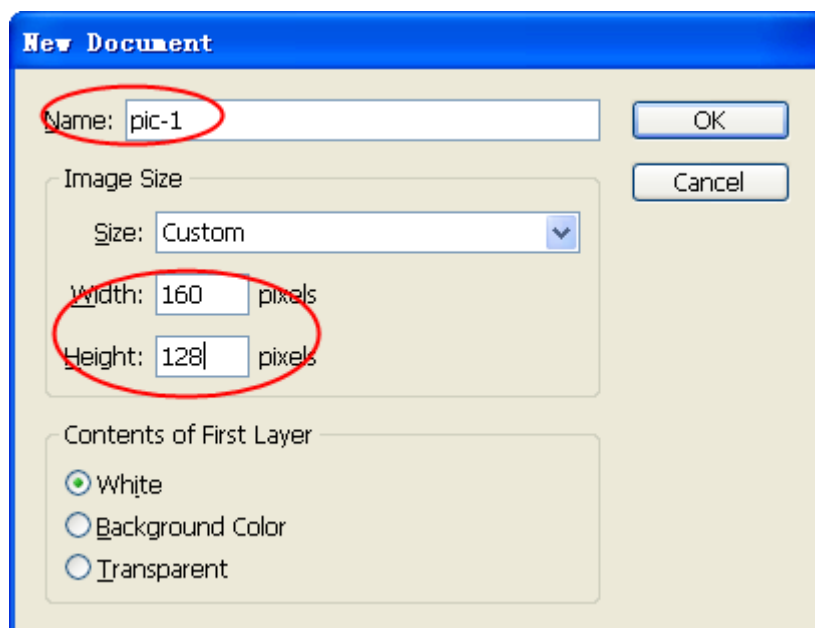 New Document
Name: pic-1
OK
Image Size
Cancel
Size: Custom
Width: 160 pixels
Height: 128 pixels
Contents of First Layer
White
Background Color
Transparent